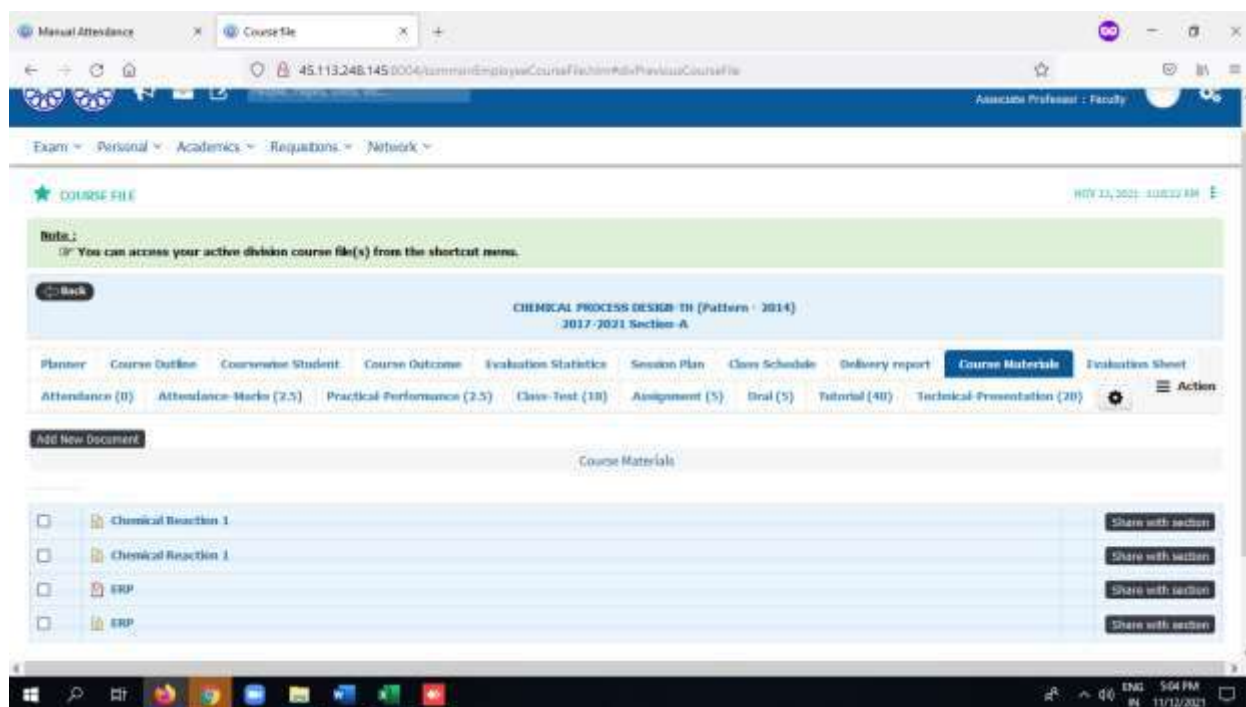 Manual Attendance
Course file
45.113.248.145
Associate Professor : Faculty
Exam Personal Academics Requistions Network
COURSE FILE
Note :
You can access your active division course file(s) from the shortcut menu.
Back
CHEMICAL PROCESS DESIGN-TH (Pattern - 2014)
2017-2021 Section-A
Planner Course Outline Coursewise Student Course Outcome Evaluation Statistics Session Plan Class Schedule Delivery report Course Materials Evaluation Sheet
Attendance (0) Attendance-Marks (2.5) Practical-Performance (2.5) Class-Test (10) Assignment (5) Oral (5) Tutorial (40) Technical-Presentation (20) Action
Add New Document
Course Materials
Chemical Reaction 1 Share with section
Chemical Reaction 1 Share with section
ERP Share with section
ERP Share with section
ENG 5:04 PM
IN 11/12/2021